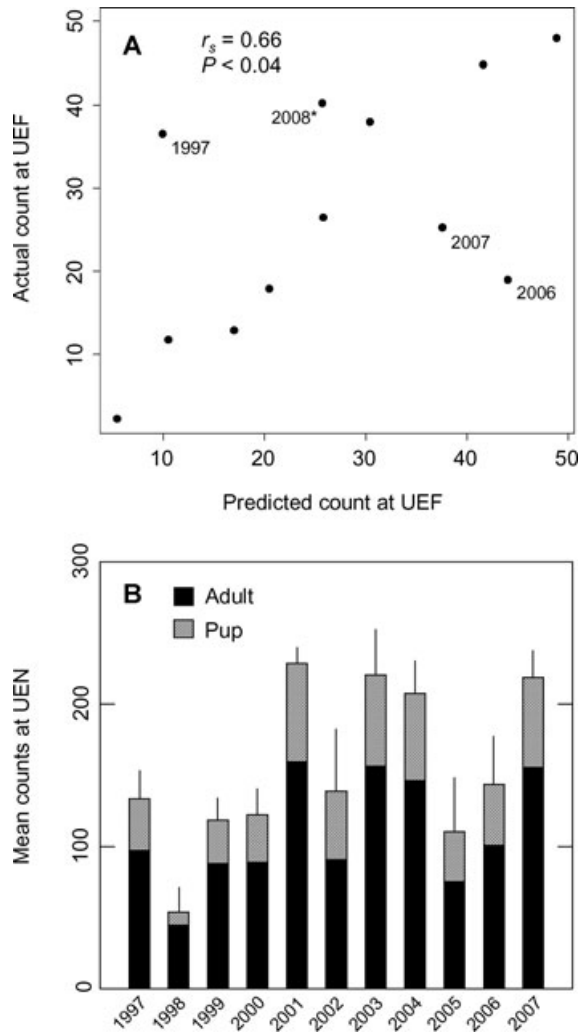 A
r_s = 0.66
P < 0.04
50
40
30
20
10
1997
2008*
2007
2006
10 20 30 40 50
Actual count at UEF
Predicted count at UEF
B
Adult
Pup
300
200
100
0
Mean counts at UEN
1997 1998 1999 2000 2001 2002 2003 2004 2005 2006 2007